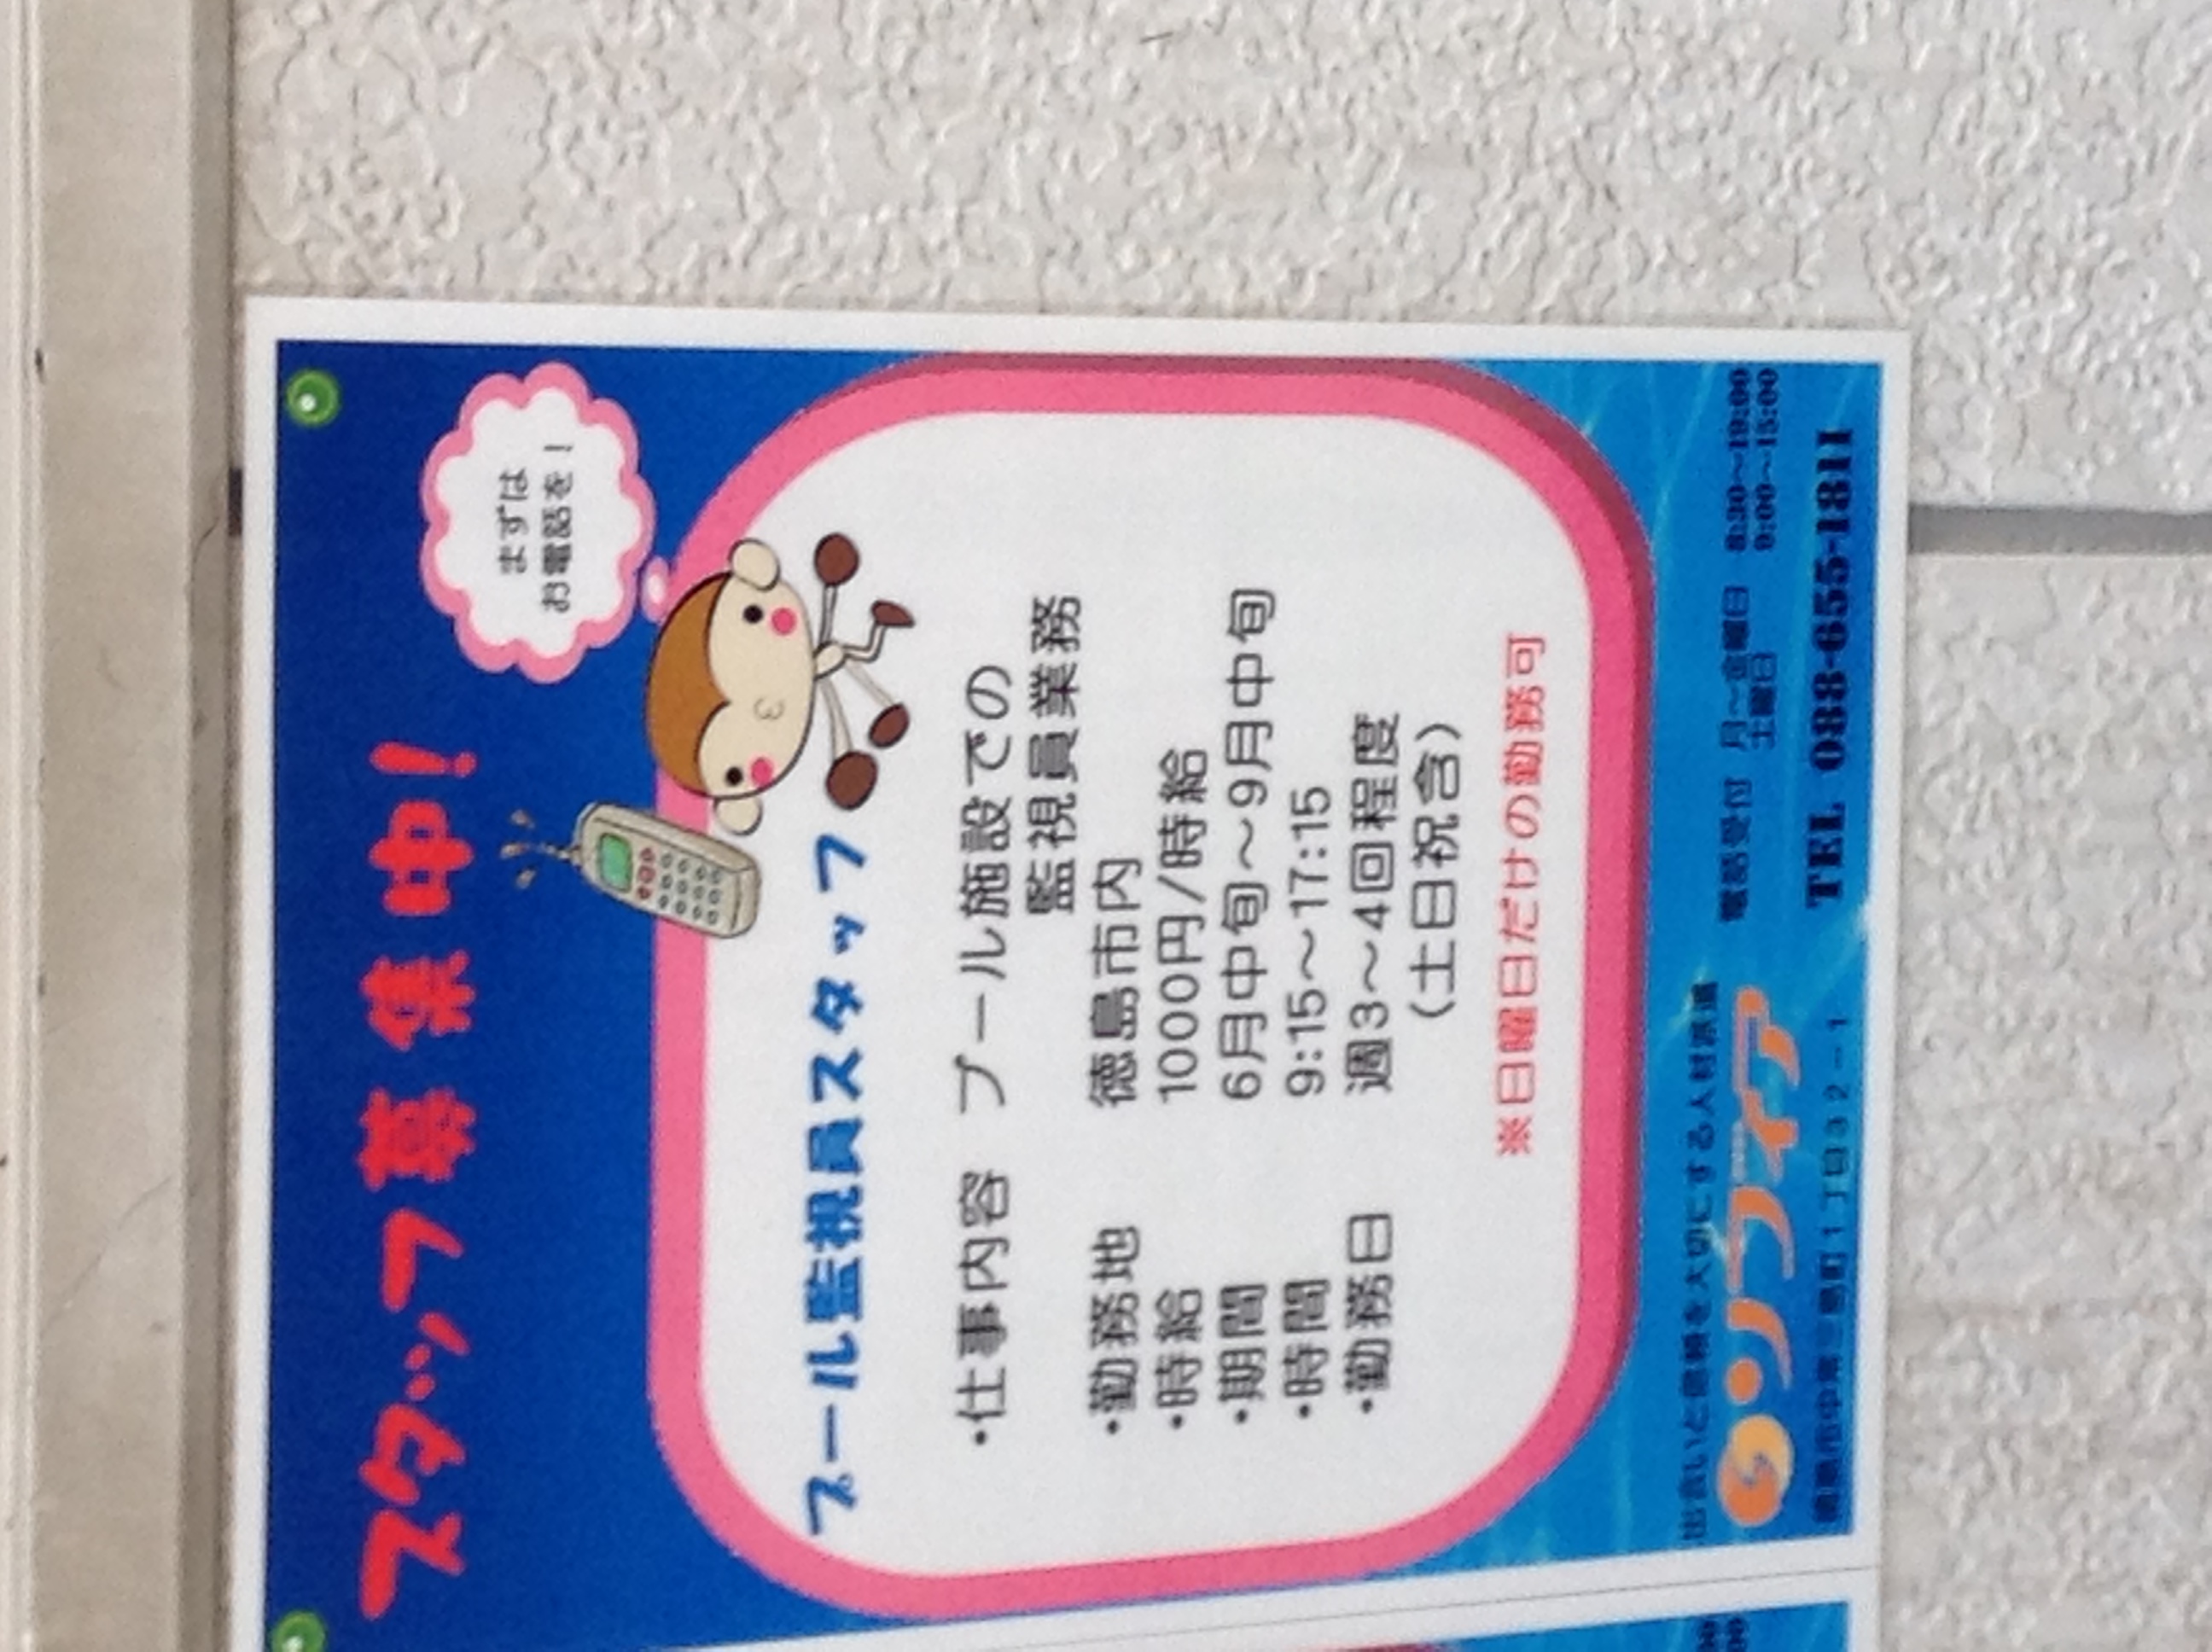 スタッフ募集中!
まずは
お電話を!
プール監視員スタッフ
・仕事内容 プール施設での
監視員業務
・勤務地 徳島市内
・時給 1000円/時給
・期間 6月中旬～9月中旬
・時間 9:15～17:15
・勤務日 週3～4回程度
(土日祝含)
※日曜日だけの勤務可
出会いと信頼を大切にする人材派遣
ソフィア
徳島市中常三島町1丁目32-1
電話受付 月～金曜日 8:30～19:00
土曜日 9:00～15:00
TEL 088-655-1811